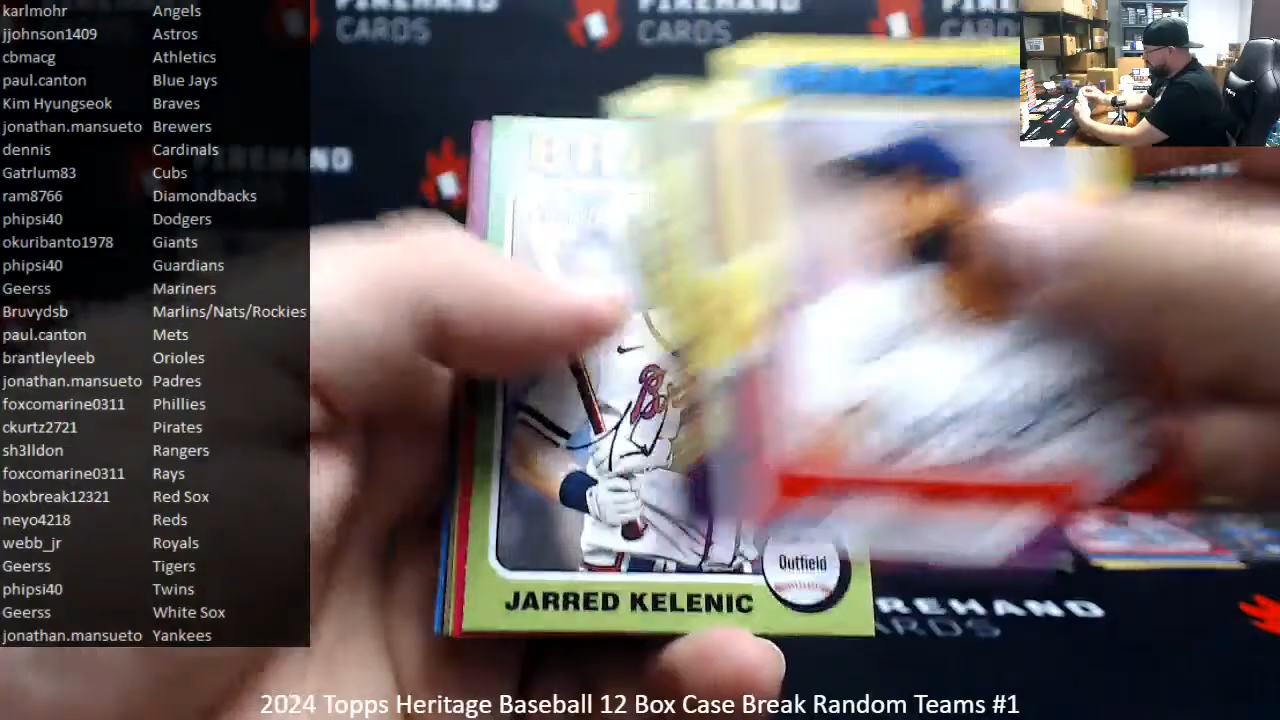 karlmohr Angels
jjohnson1409 Astros
cbmacg Athletics
paul.canton Blue Jays
Kim Hyungseok Braves
jonathan.mansueto Brewers
dennis Cardinals
Gatrlum83 Cubs
ram8766 Diamondbacks
phipsi40 Dodgers
okuribanto1978 Giants
phipsi40 Guardians
Geerss Mariners
Bruvydsb Marlins/Nats/Rockies
paul.canton Mets
brantleyleeb Orioles
jonathan.mansueto Padres
foxcomarine0311 Phillies
ckurtz2721 Pirates
sh3lldon Rangers
foxcomarine0311 Rays
boxbreak12321 Red Sox
neyo4218 Reds
webb_jr Royals
Geerss Tigers
phipsi40 Twins
Geerss White Sox
jonathan.mansueto Yankees
FIREHAND
CARDS
FIREHAND
CARDS
Outfield
JARRED KELENIC
2024 Topps Heritage Baseball 12 Box Case Break Random Teams #1